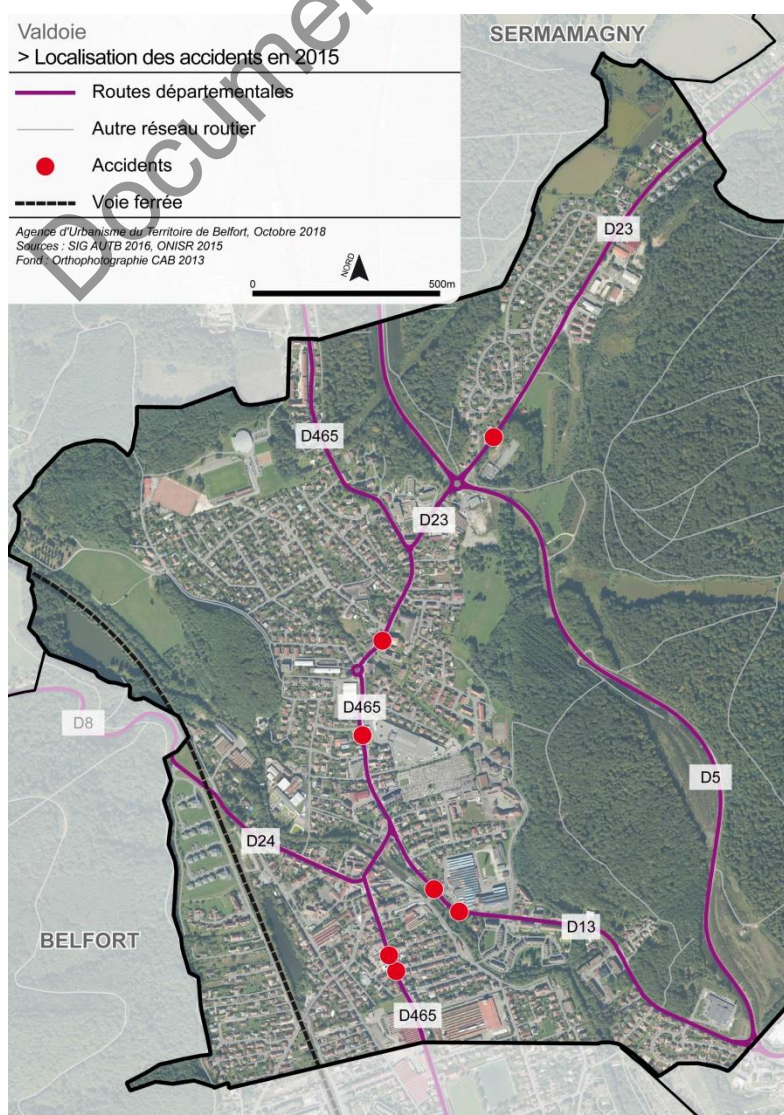 Valdoie
> Localisation des accidents en 2015
Routes départementales
Autre réseau routier
Accidents
Voie ferrée
Agence d'Urbanisme du Territoire de Belfort, Octobre 2018
Sources : SIG AUTB 2016, ONISR 2015
Fond : Orthophotographie CAB 2013
NORD
0 500m
Document
SERMAMAGNY
D23
D465
D23
D465
D8
D5
D24
D13
BELFORT
D465